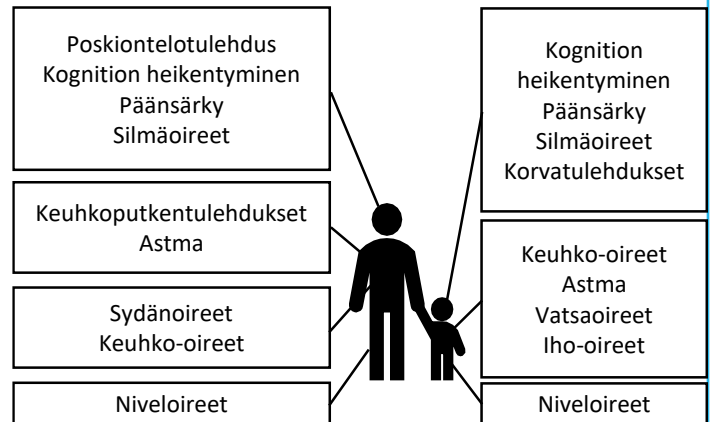 Poskiontelotulehdus
Kognition heikentyminen
Päänsärky
Silmäoireet
Keuhkoputkentulehdukset
Astma
Sydänoireet
Keuhko-oireet
Niveloireet
Kognition
heikentyminen
Päänsärky
Silmäoireet
Korvatulehdukset
Keuhko-oireet
Astma
Vatsaoireet
Iho-oireet
Niveloireet